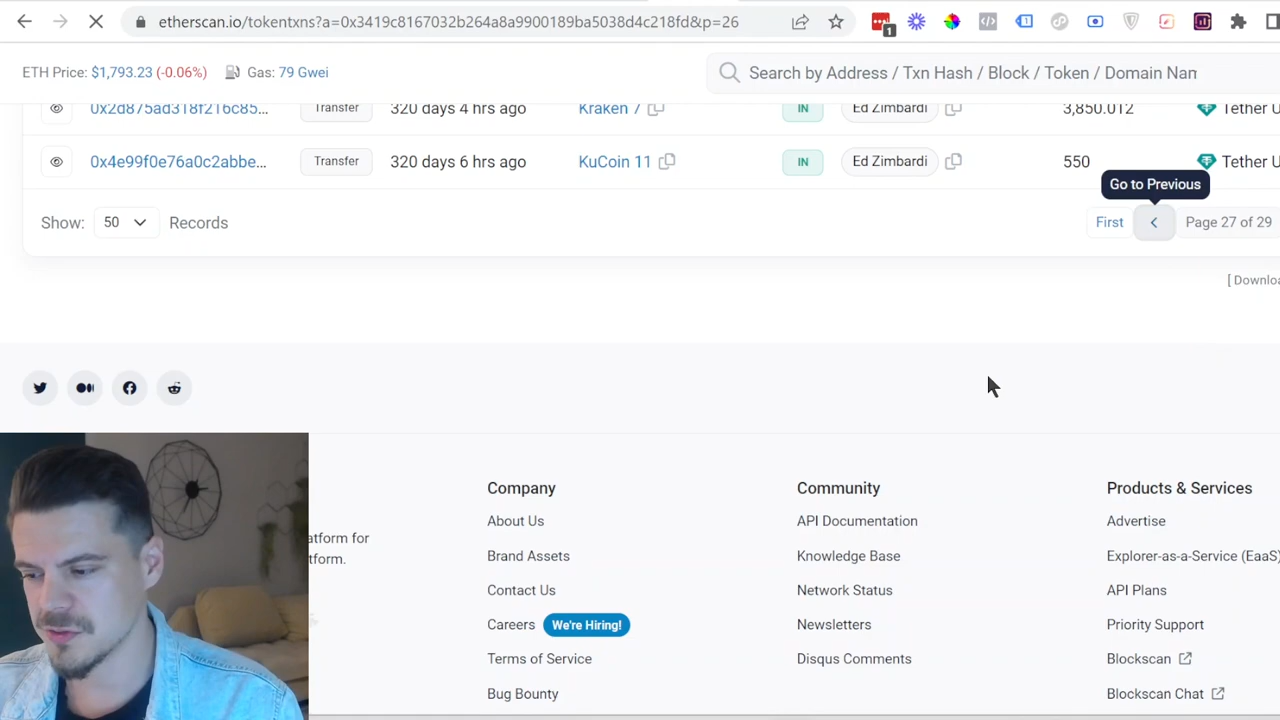 etherscan.io/tokentxns?a=0x3419c8167032b264a8a9900189ba5038d4c218fd&p=26
1
ETH Price: $1,793.23 (-0.06%) Gas: 79 Gwei
Search by Address / Txn Hash / Block / Token / Domain Nam
0x2d875ad318f216c85... Transfer 320 days 4 hrs ago Kraken 7 IN Ed Zimbardi 3,850.012 Tether U
0x4e99f0e76a0c2abbe... Transfer 320 days 6 hrs ago KuCoin 11 IN Ed Zimbardi 550 Tether U
Go to Previous
Show: 50 Records
First Page 27 of 29
[ Downloa
Company
Community
Products & Services
About Us
API Documentation
Advertise
atform for
tform.
Brand Assets
Knowledge Base
Explorer-as-a-Service (EaaS)
Contact Us
Network Status
API Plans
Careers We're Hiring!
Newsletters
Priority Support
Terms of Service
Disqus Comments
Blockscan
Bug Bounty
Blockscan Chat